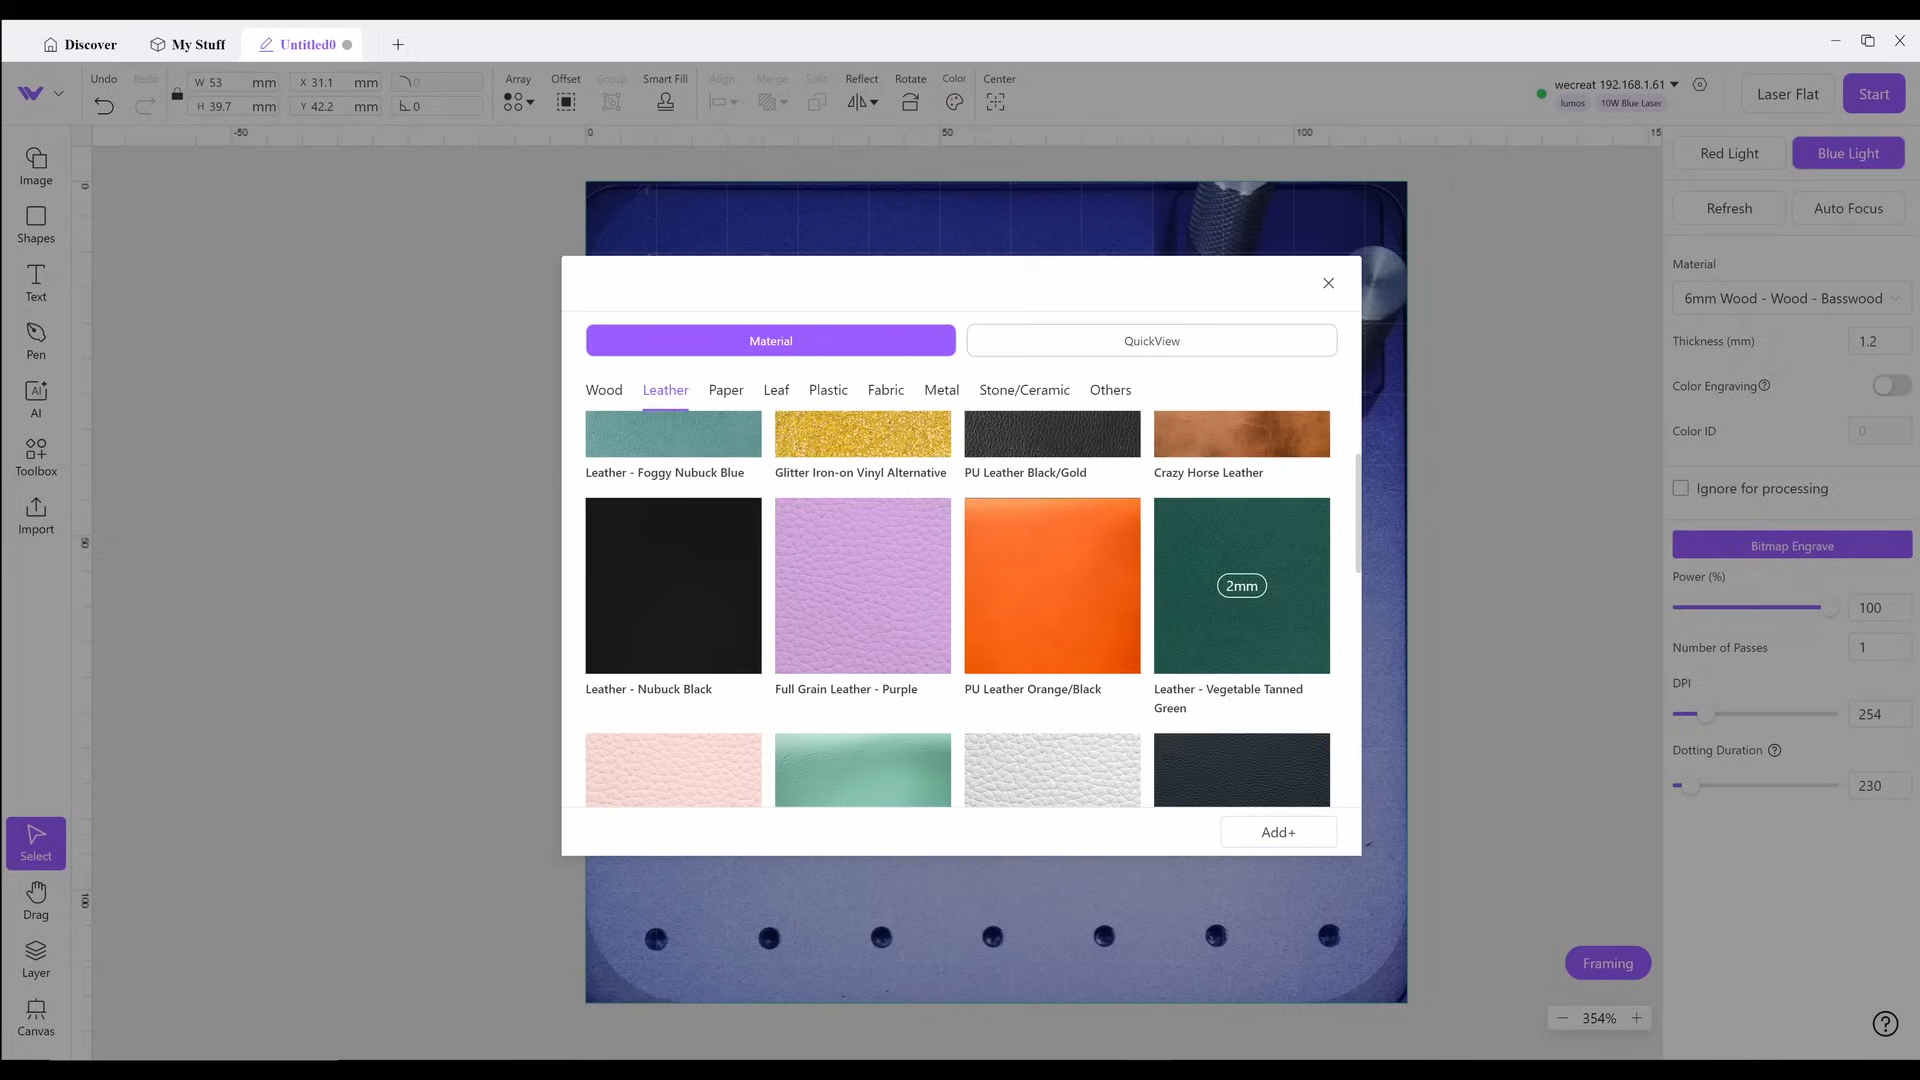 Discover
My Stuff
Untitled0
Undo
Redo
W 53 mm
H 39.7 mm
X 31.1 mm
Y 42.2 mm
0
0
Array
Offset
Group
Smart Fill
Align
Merge
Split
Reflect
Rotate
Color
Center
wecreat 192.168.1.61
lumos
10W Blue Laser
Laser Flat
Start
-50
0
50
100
15
0
50
100
Image
Shapes
Text
Pen
AI
AI
Toolbox
Import
Select
Drag
Layer
Canvas
Material
QuickView
Wood
Leather
Paper
Leaf
Plastic
Fabric
Metal
Stone/Ceramic
Others
Leather - Foggy Nubuck Blue
Glitter Iron-on Vinyl Alternative
PU Leather Black/Gold
Crazy Horse Leather
2mm
Leather - Nubuck Black
Full Grain Leather - Purple
PU Leather Orange/Black
Leather - Vegetable Tanned
Green
Add+
Red Light
Blue Light
Refresh
Auto Focus
Material
6mm Wood - Wood - Basswood
Thickness (mm)
1.2
Color Engraving
Color ID
0
Ignore for processing
Bitmap Engrave
Power (%)
100
Number of Passes
1
DPI
254
Dotting Duration
230
Framing
354%